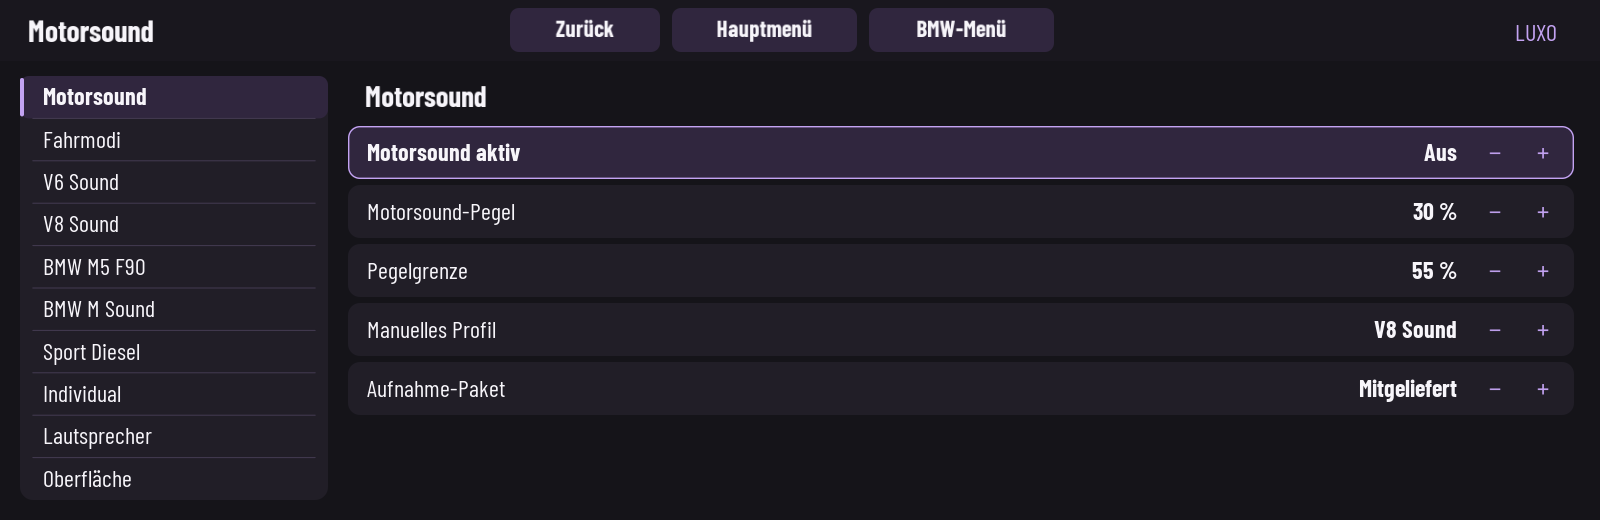 Motorsound
Zurück
Hauptmenü
BMW-Menü
LUXO
Motorsound
Fahrmodi
V6 Sound
V8 Sound
BMW M5 F90
BMW M Sound
Sport Diesel
Individual
Lautsprecher
Oberfläche
Motorsound
Motorsound aktiv Aus − +
Motorsound-Pegel 30 % − +
Pegelgrenze 55 % − +
Manuelles Profil V8 Sound − +
Aufnahme-Paket Mitgeliefert − +